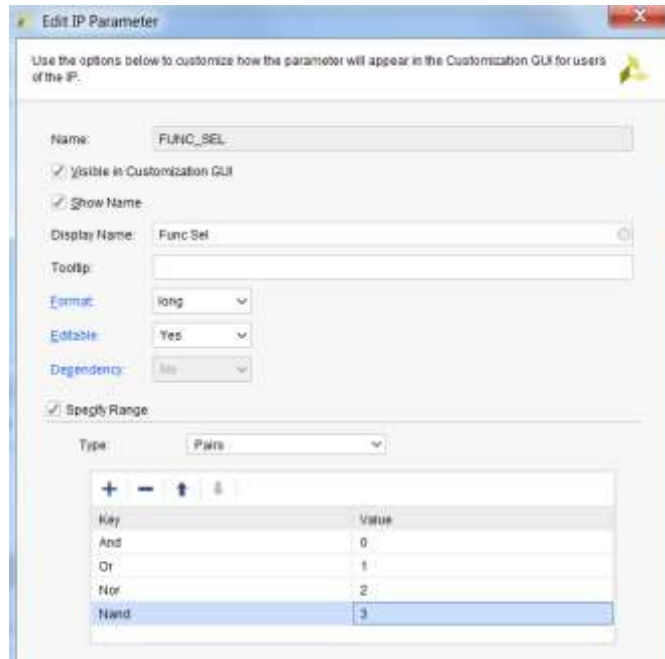 Edit IP Parameter
Use the options below to customize how the parameter will appear in the Customization GUI for users
of the IP.
Name: FUNC_SEL
Visible in Customization GUI
Show Name
Display Name: Func Sel
Tooltip:
Format: long
Editable: Yes
Dependency: No
Specify Range
Type: Pairs
Key Value
And 0
Or 1
Nor 2
Nand 3